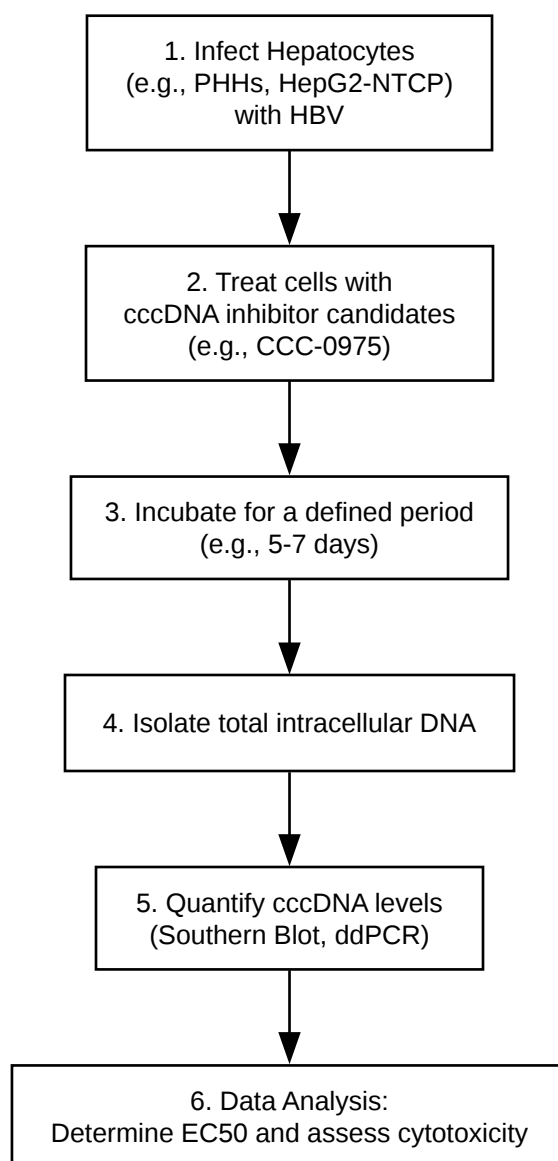 1. Infect Hepatocytes
(e.g., PHHs, HepG2-NTCP)
with HBV
2. Treat cells with
cccDNA inhibitor candidates
(e.g., CCC-0975)
3. Incubate for a defined period
(e.g., 5-7 days)
4. Isolate total intracellular DNA
5. Quantify cccDNA levels
(Southern Blot, ddPCR)
6. Data Analysis:
Determine EC50 and assess cytotoxicity